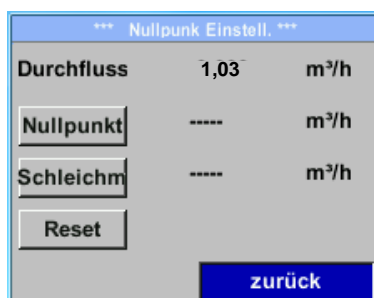 *** Nullpunk Einstell. ***
Durchfluss 1,03 m³/h
Nullpunkt ----- m³/h
Schleichm ----- m³/h
Reset
zurück